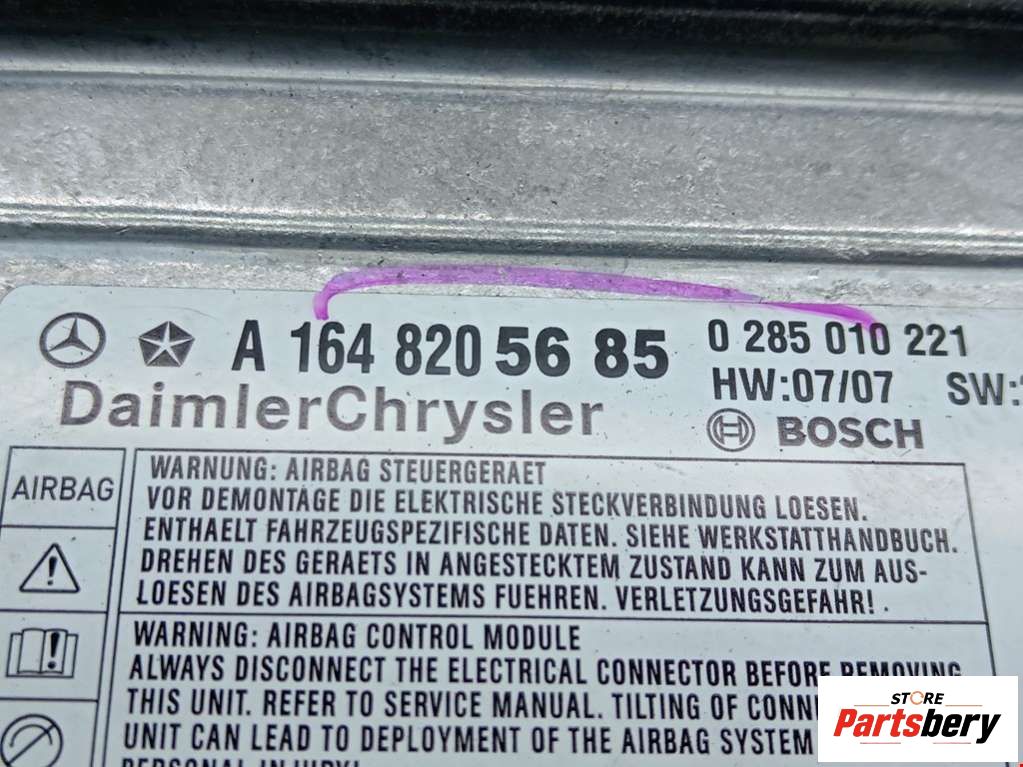 A 164 820 56 85 0 285 010 221
HW:07/07 SW:
DaimlerChrysler
BOSCH
AIRBAG
WARNUNG: AIRBAG STEUERGERAET
VOR DEMONTAGE DIE ELEKTRISCHE STECKVERBINDUNG LOESEN.
ENTHAELT FAHRZEUGSPEZIFISCHE DATEN. SIEHE WERKSTATTHANDBUCH.
DREHEN DES GERAETS IN ANGESTECKTEM ZUSTAND KANN ZUM AUS-
LOESEN DES AIRBAGSYSTEMS FUEHREN. VERLETZUNGSGEFAHR!
WARNING: AIRBAG CONTROL MODULE
ALWAYS DISCONNECT THE ELECTRICAL CONNECTOR BEFORE REMOVING
THIS UNIT. REFER TO SERVICE MANUAL. TILTING OF
UNIT CAN LEAD TO DEPLOYMENT OF THE AIRBAG SYSTEM
STORE
Partsbery